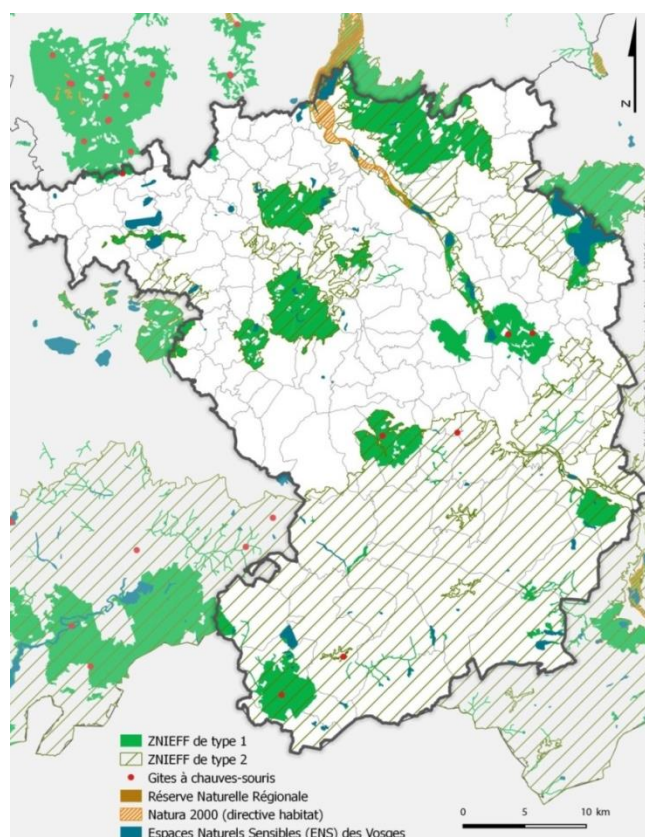 N
ZNIEFF de type 1
ZNIEFF de type 2
Gites à chauves-souris
Réserve Naturelle Régionale
Natura 2000 (directive habitat)
Espaces Naturels Sensibles (ENS) des Vosges
0 5 10 km